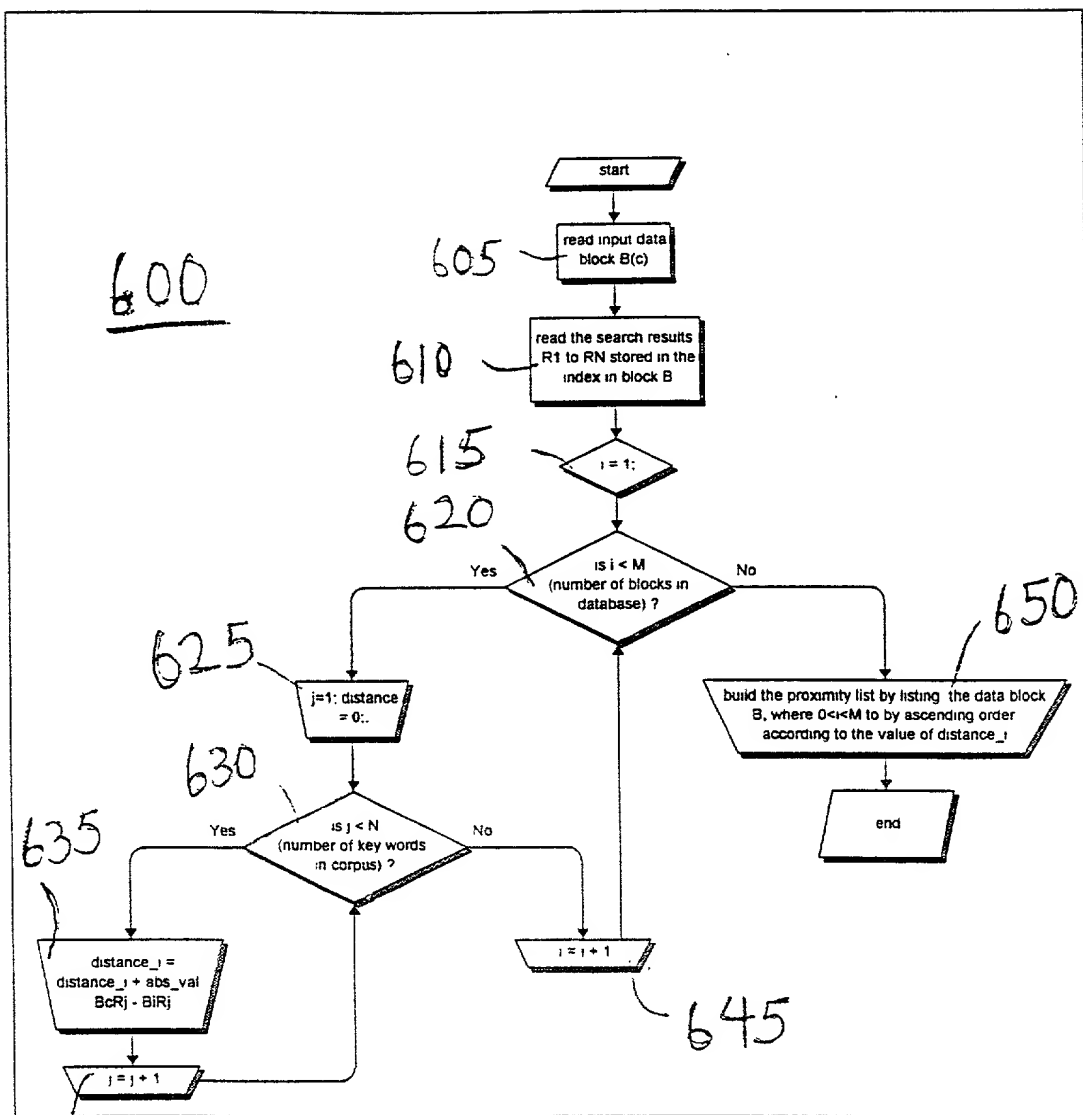 start
605
read input data
block B(c)
600
610
read the search results
R1 to RN stored in the
index in block B
615
i = 1;
620
Yes
is i < M
(number of blocks in
database) ?
No
650
625
j=1; distance
= 0;.
build the proximity list by listing the data block
B, where 0<i<M to by ascending order
according to the value of distance_i
630
635
Yes
is j < N
(number of key words
in corpus) ?
No
end
distance_i =
distance_i + abs_val
BcRj - BiRj
i = i + 1
645
j = j + 1